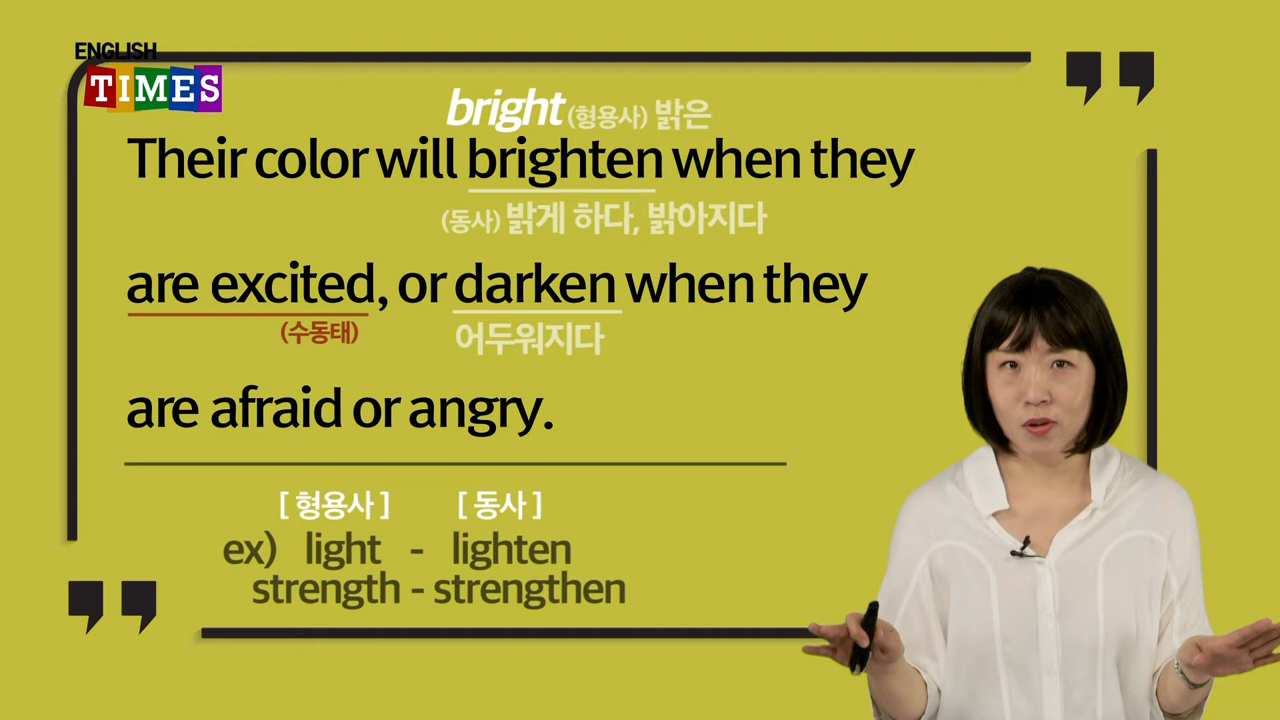 ENGLISH
TIMES
bright (형용사) 밝은
Their color will brighten when they
(동사) 밝게 하다, 밝아지다
are excited, or darken when they
(수동태) 어두워지다
are afraid or angry.
[ 형용사 ] [ 동사 ]
ex) light - lighten
strength - strengthen